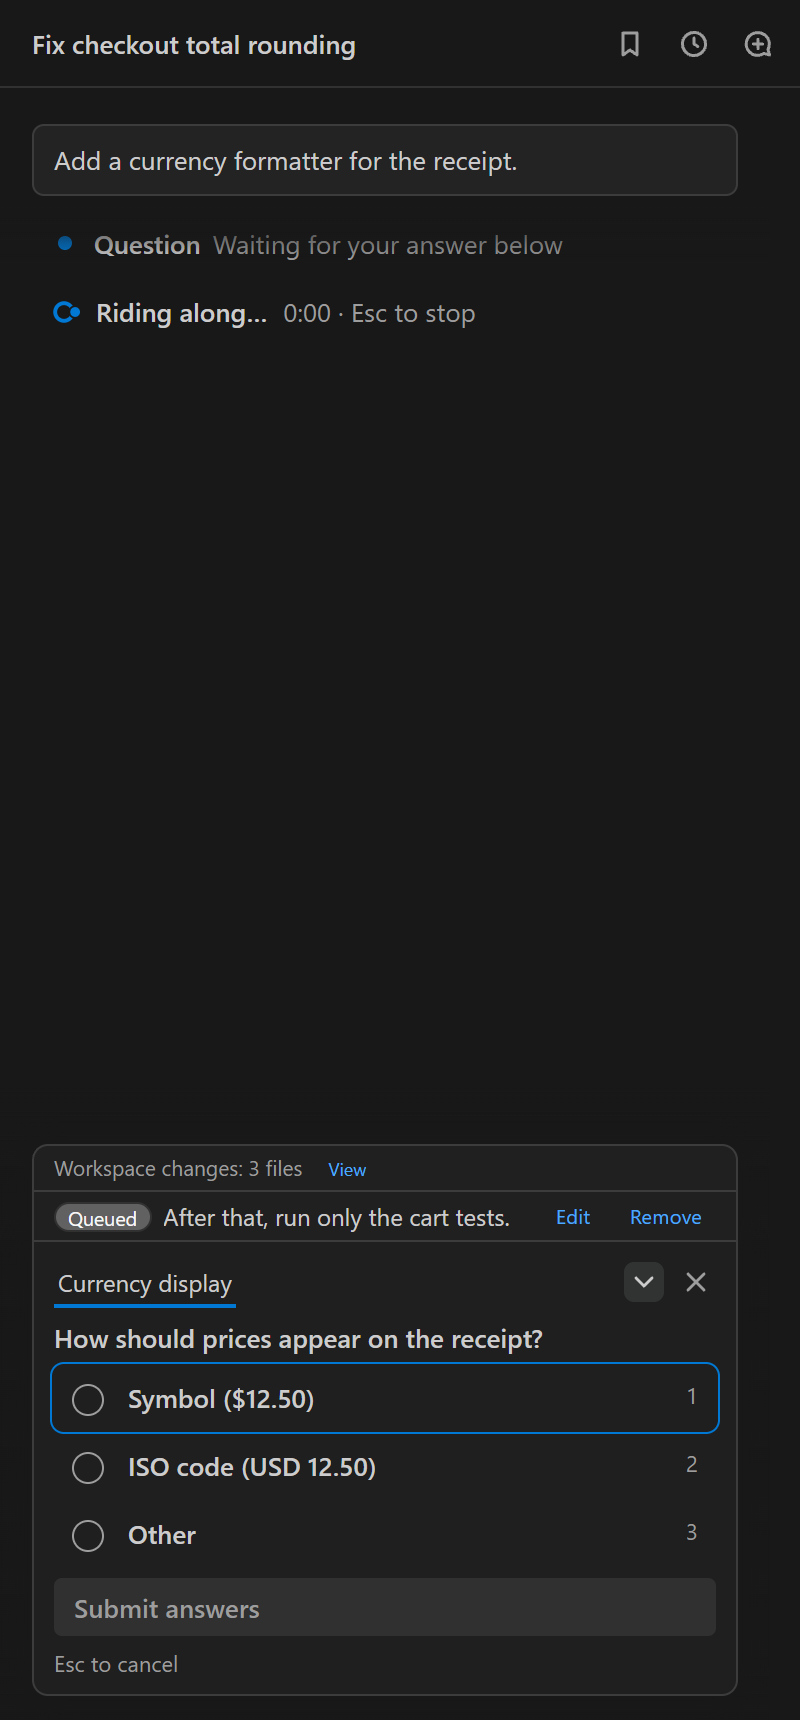 Fix checkout total rounding
Add a currency formatter for the receipt.
Question Waiting for your answer below
Riding along... 0:00 · Esc to stop
Workspace changes: 3 files View
Queued After that, run only the cart tests. Edit Remove
Currency display
How should prices appear on the receipt?
Symbol ($12.50) 1
ISO code (USD 12.50) 2
Other 3
Submit answers
Esc to cancel